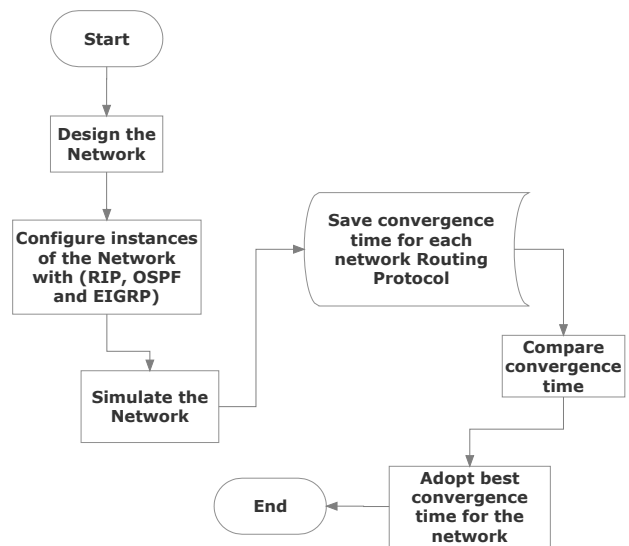 Start
Design the
Network
Configure instances
of the Network
with (RIP, OSPF
and EIGRP)
Simulate the
Network
Save convergence
time for each
network Routing
Protocol
Compare
convergence
time
Adopt best
convergence
time for the
network
End